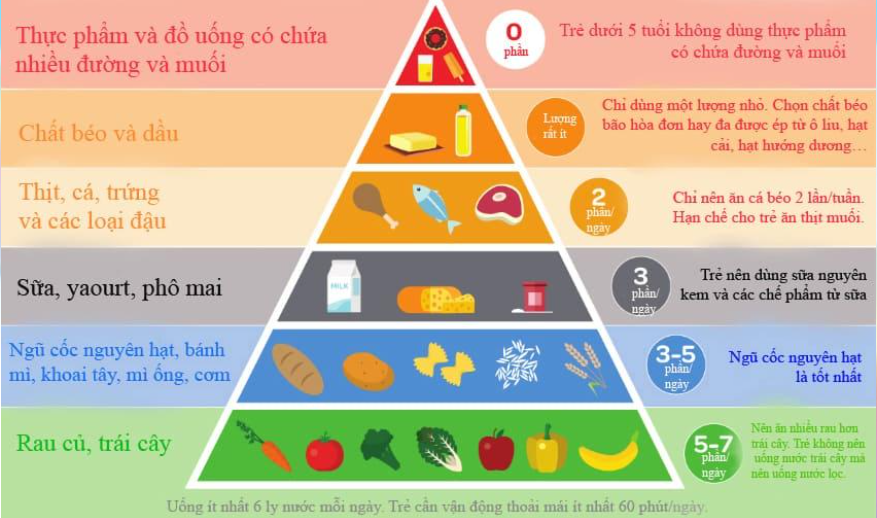 Thực phẩm và đồ uống có chứa
nhiều đường và muối
0
phần
Trẻ dưới 5 tuổi không dùng thực phẩm
có chứa đường và muối
Chất béo và dầu
Lượng
rất ít
Chỉ dùng một lượng nhỏ. Chọn chất béo
bão hòa đơn hay đa được ép từ ô liu, hạt
cải, hạt hướng dương…
Thịt, cá, trứng
và các loại đậu
2
phần/
ngày
Chỉ nên ăn cá béo 2 lần/tuần.
Hạn chế cho trẻ ăn thịt muối.
Sữa, yaourt, phô mai
MILK
3
phần/
ngày
Trẻ nên dùng sữa nguyên
kem và các chế phẩm từ sữa
Ngũ cốc nguyên hạt, bánh
mì, khoai tây, mì ống, cơm
3-5
phần/
ngày
Ngũ cốc nguyên hạt
là tốt nhất
Rau củ, trái cây
5-7
phần/
ngày
Nên ăn nhiều rau hơn
trái cây. Trẻ không nên
uống nước trái cây mà
nên uống nước lọc.
Uống ít nhất 6 ly nước mỗi ngày. Trẻ cần vận động thoải mái ít nhất 60 phút/ngày.